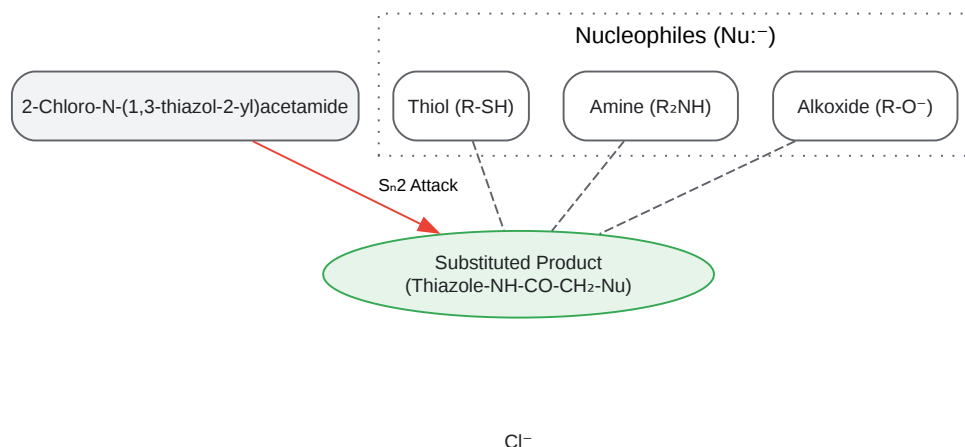 Nucleophiles (Nu:⁻)
2-Chloro-N-(1,3-thiazol-2-yl)acetamide
Thiol (R-SH)
Amine (R₂NH)
Alkoxide (R-O⁻)
Sₙ2 Attack
Substituted Product
(Thiazole-NH-CO-CH₂-Nu)
Cl⁻